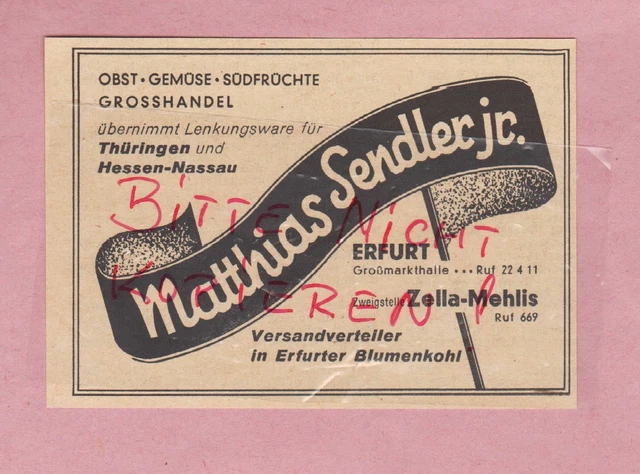 OBST • GEMÜSE • SÜDFRÜCHTE
GROSSHANDEL
übernimmt Lenkungsware für
Thüringen und
Hessen-Nassau
Matthias Sendler jr.
BITTE NICHT
KOPIEREN !
ERFURT
Großmarkthalle • • • Ruf 22 4 11
Zweigstelle Zella-Mehlis
Ruf 669
Versandverteiler
in Erfurter Blumenkohl